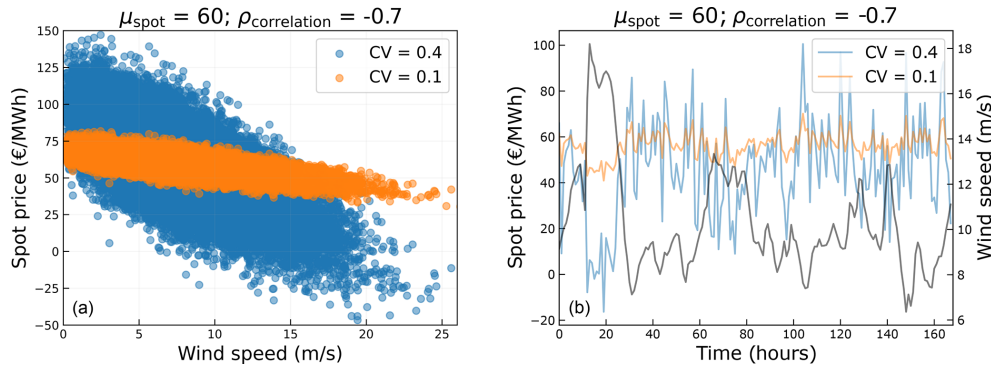 μspot = 60; ρcorrelation = -0.7
150
125
100
75
50
25
0
−25
−50
Spot price (€/MWh)
CV = 0.4
CV = 0.1
(a)
0
5
10
15
20
25
Wind speed (m/s)
μspot = 60; ρcorrelation = -0.7
100
80
60
40
20
0
−20
Spot price (€/MWh)
CV = 0.4
CV = 0.1
(b)
18
16
14
12
10
8
6
Wind speed (m/s)
0
20
40
60
80
100
120
140
160
Time (hours)